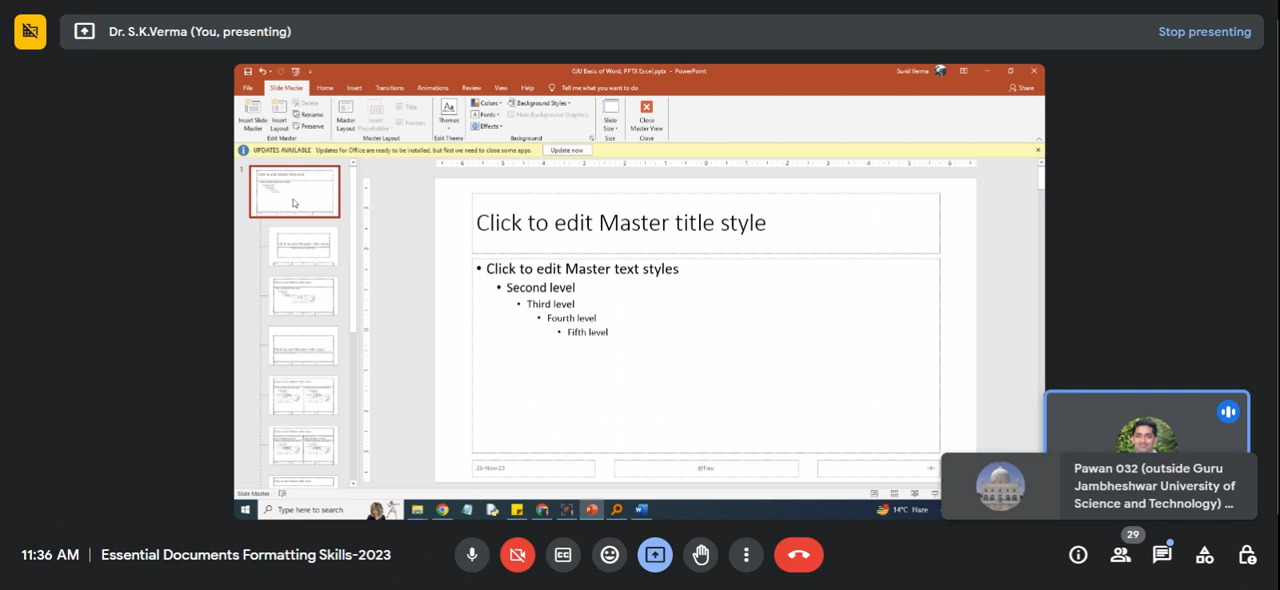 Dr. S.K.Verma (You, presenting)
Stop presenting
GJU Basic of Word, PPTX Excel.pptx - PowerPoint
Sunil Verma
File Slide Master Home Insert Transitions Animations Review View Help Tell me what you want to do
Share
Insert Slide Master
Insert Layout
Delete
Rename
Preserve
Edit Master
Master Layout
Insert Placeholder
Title
Footers
Master Layout
Themes
Edit Theme
Colors
Fonts
Effects
Background Styles
Hide Background Graphics
Background
Slide Size
Size
Close Master View
Close
UPDATES AVAILABLE Updates for Office are ready to be installed, but first we need to close some apps. Update now
1
Click to edit Master title style
• Click to edit Master text styles
• Second level
• Third level
• Fourth level
• Fifth level
26-Nov-23
Slide Master
Type here to search
14°C Haze
Pawan 032 (outside Guru
Jambheshwar University of
Science and Technology) ...
11:36 AM | Essential Documents Formatting Skills-2023
29